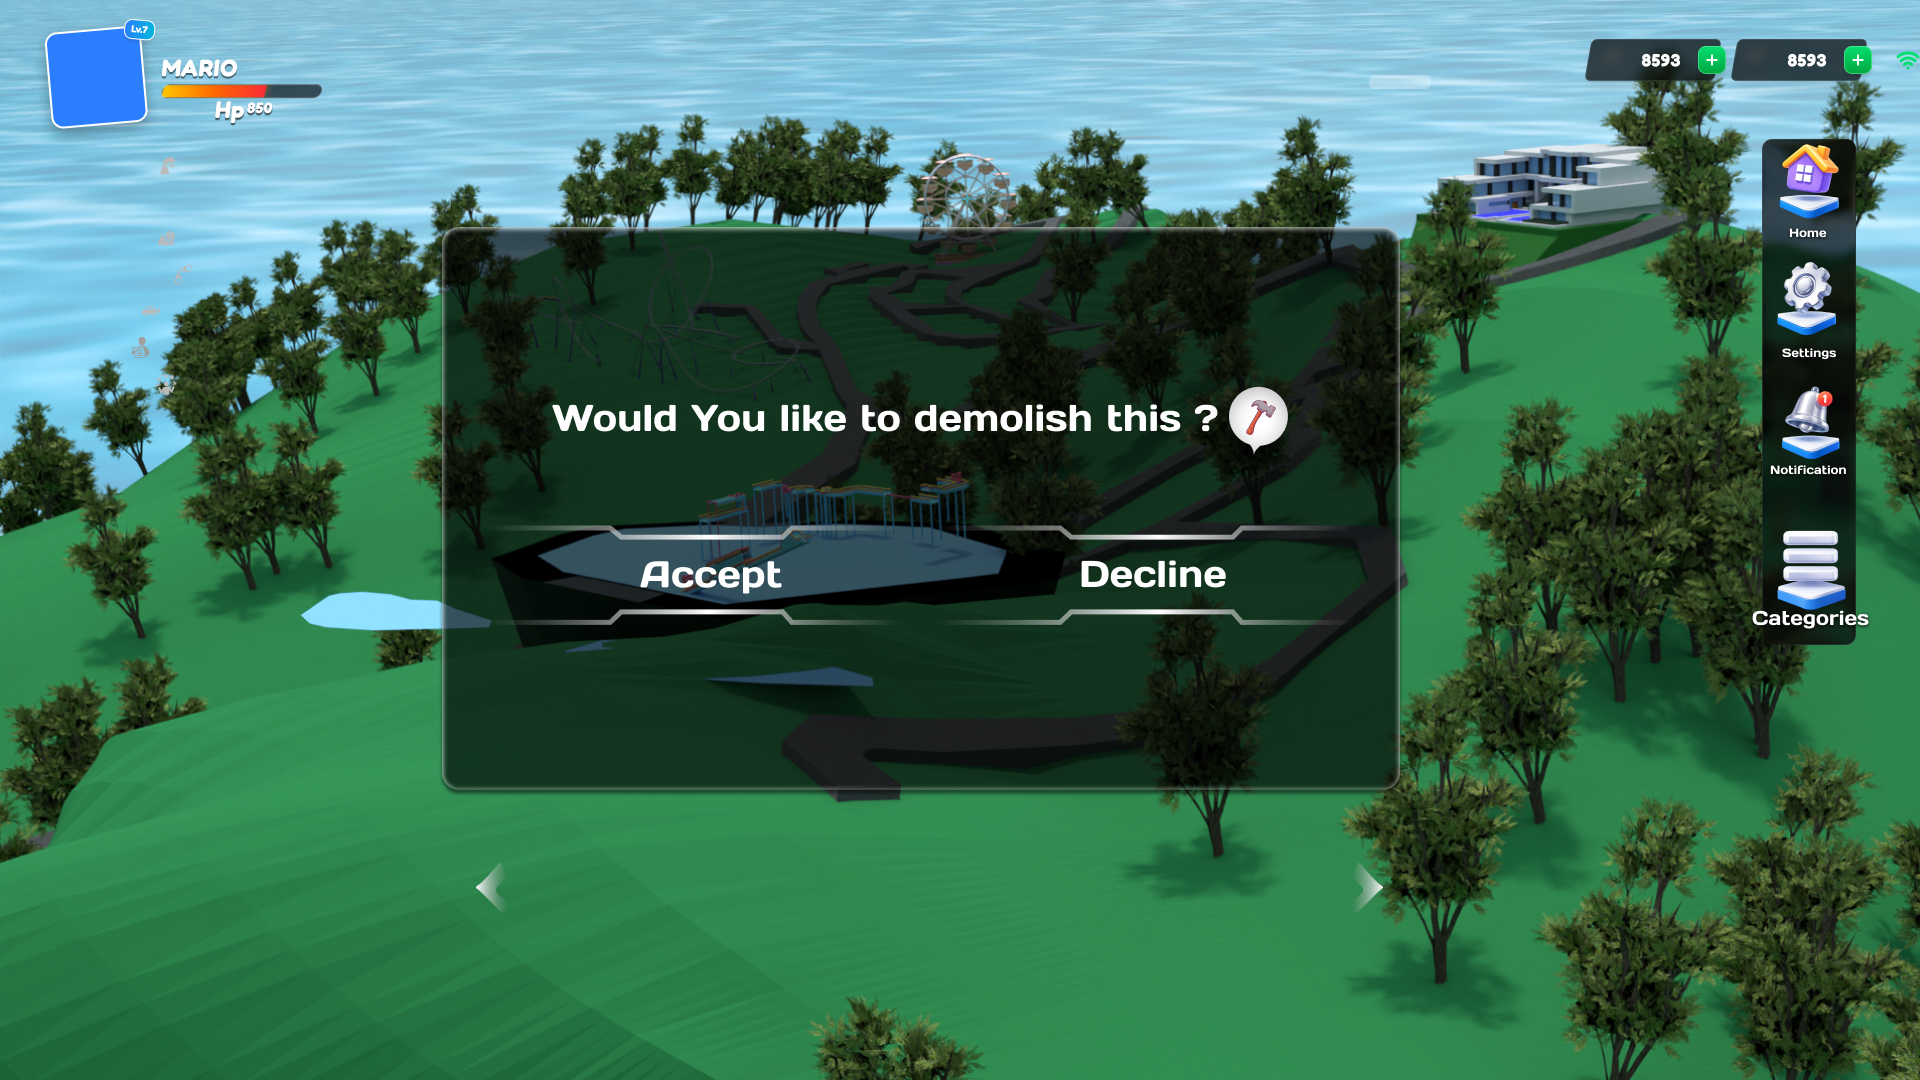 Lv.7
MARIO
Hp 850
8593 +
8593 +
Home
Settings
1
Notification
Categories
Would You like to demolish this ?
Accept
Decline